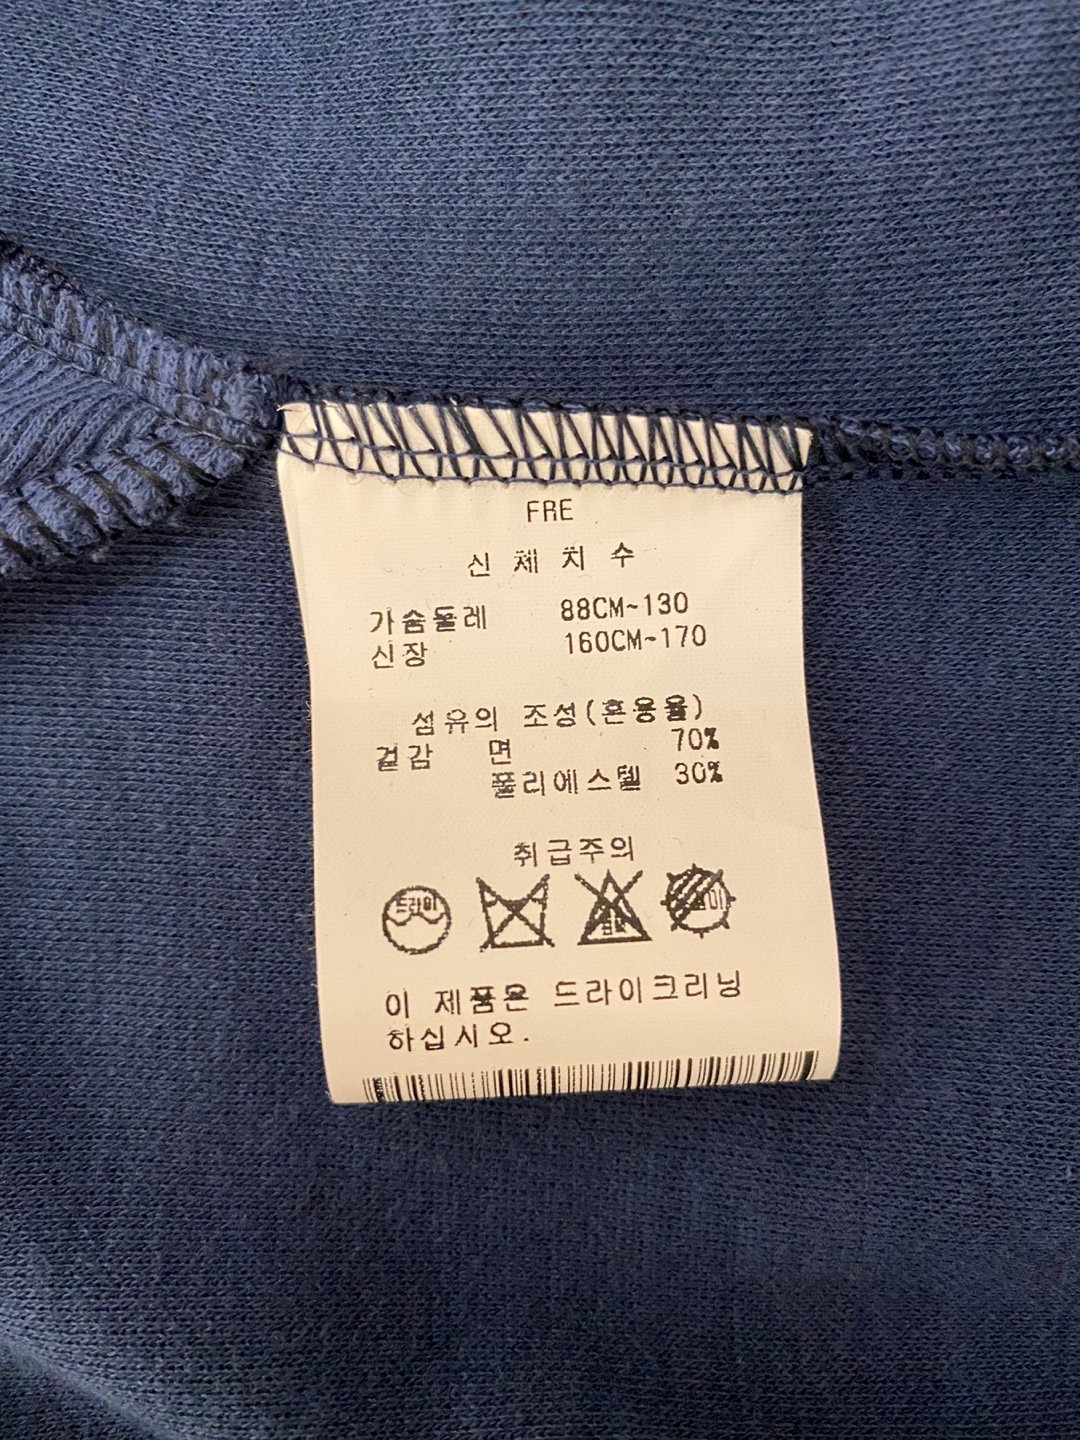 FRE
신체치수
가슴둘레 88CM~130
신장 160CM~170
섬유의 조성(혼용율)
겉감 면 70%
폴리에스텔 30%
취급주의
드라이
이 제품은 드라이크리닝
하십시오.